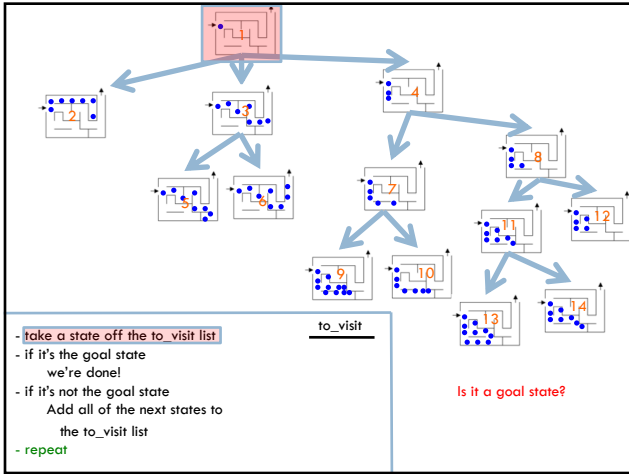 1
2
3
4
8
7
5
6
11
12
9
10
13
14
- take a state off the to_visit list
- if it's the goal state
we're done!
- if it's not the goal state
Add all of the next states to
the to_visit list
- repeat
to_visit
Is it a goal state?